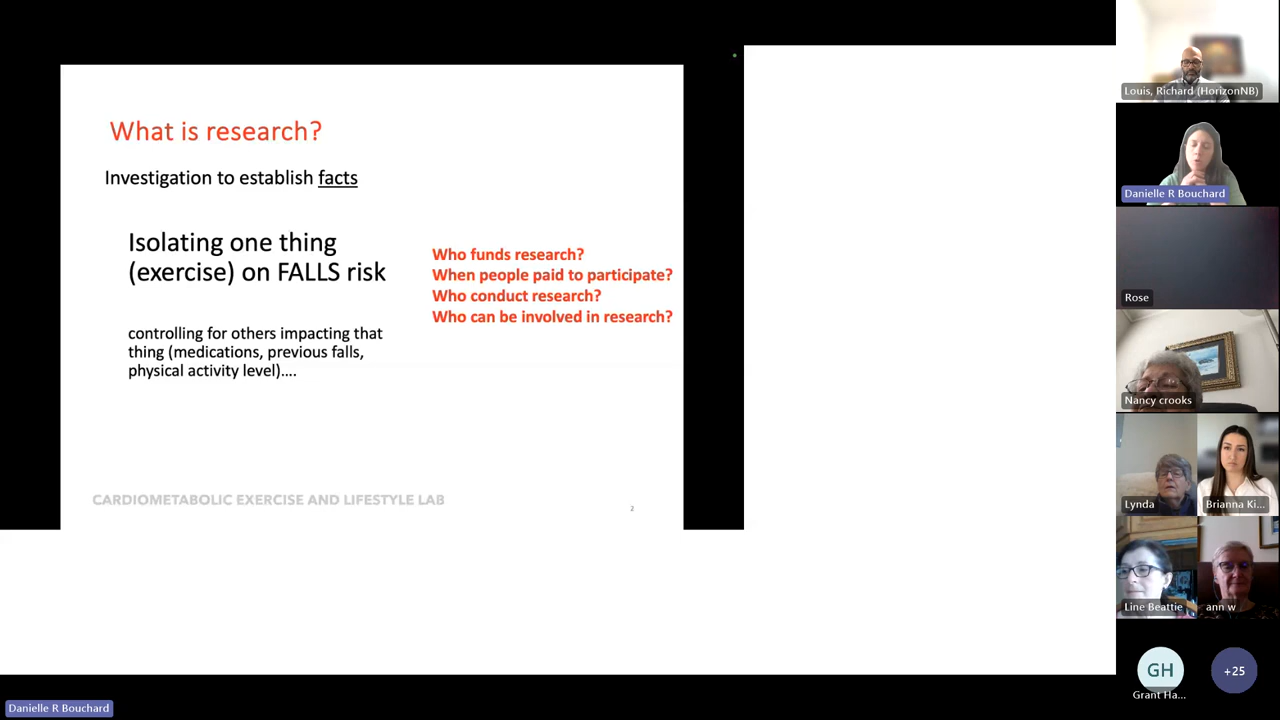 What is research?
Investigation to establish facts
Isolating one thing
(exercise) on FALLS risk
controlling for others impacting that
thing (medications, previous falls,
physical activity level)....
Who funds research?
When people paid to participate?
Who conduct research?
Who can be involved in research?
CARDIOMETABOLIC EXERCISE AND LIFESTYLE LAB
2
Louis, Richard (HorizonNB)
Danielle R Bouchard
Rose
Nancy crooks
Lynda
Brianna Ki...
Line Beattie
ann w
GH
Grant Ha...
+25
Danielle R Bouchard